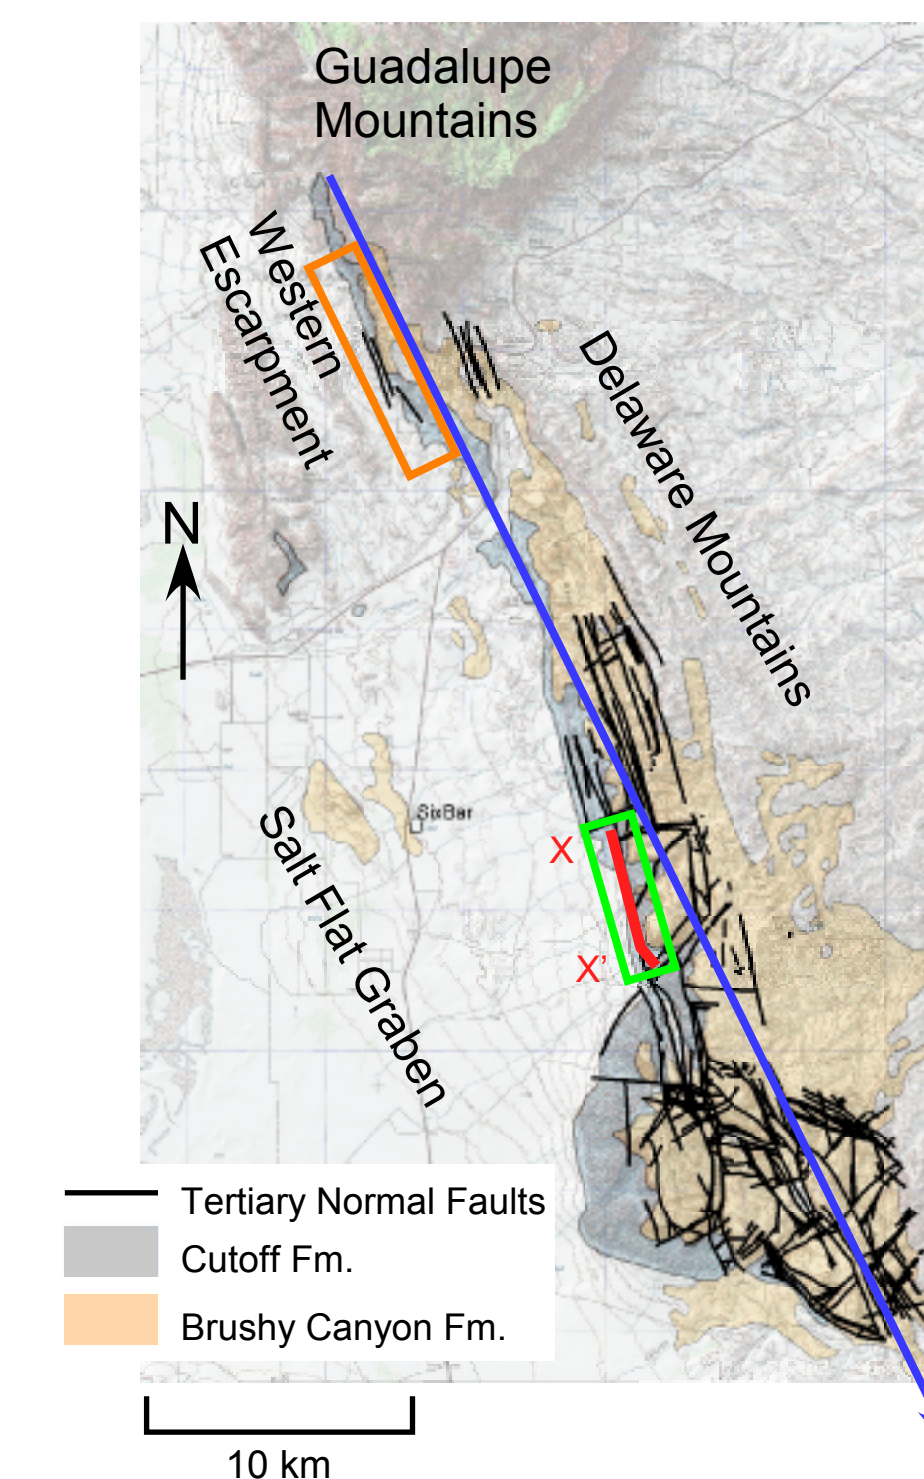 Guadalupe
Mountains
Western
Escarpment
Delaware Mountains
N
SixBar
X
Salt Flat Graben
X’
Tertiary Normal Faults
Cutoff Fm.
Brushy Canyon Fm.
10 km